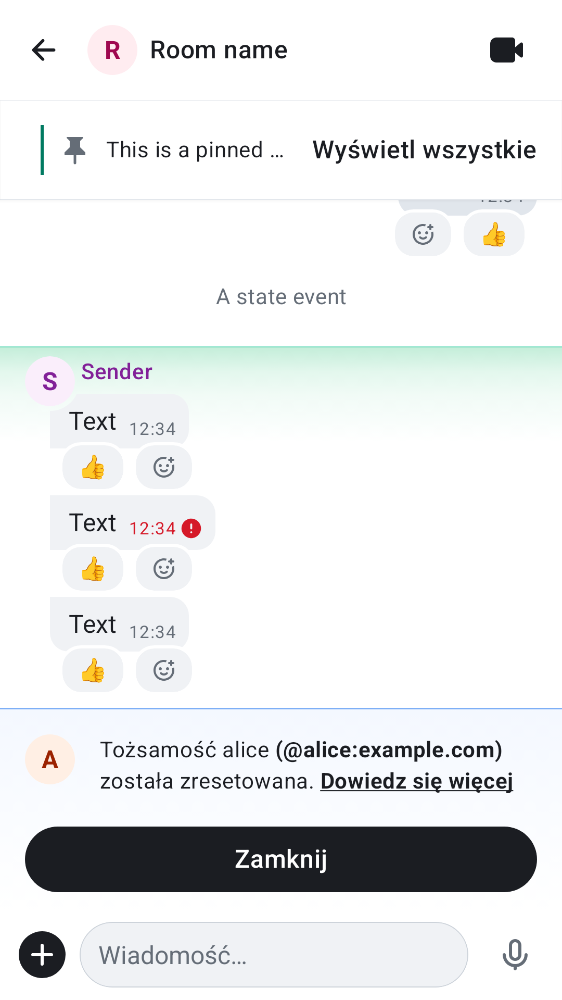 R Room name
This is a pinned … Wyświetl wszystkie
👍
A state event
S Sender
Text 12:34
👍
Text 12:34
👍
Text 12:34
👍
A Tożsamość alice (@alice:example.com)
została zresetowana. Dowiedz się więcej
Zamknij
Wiadomość…